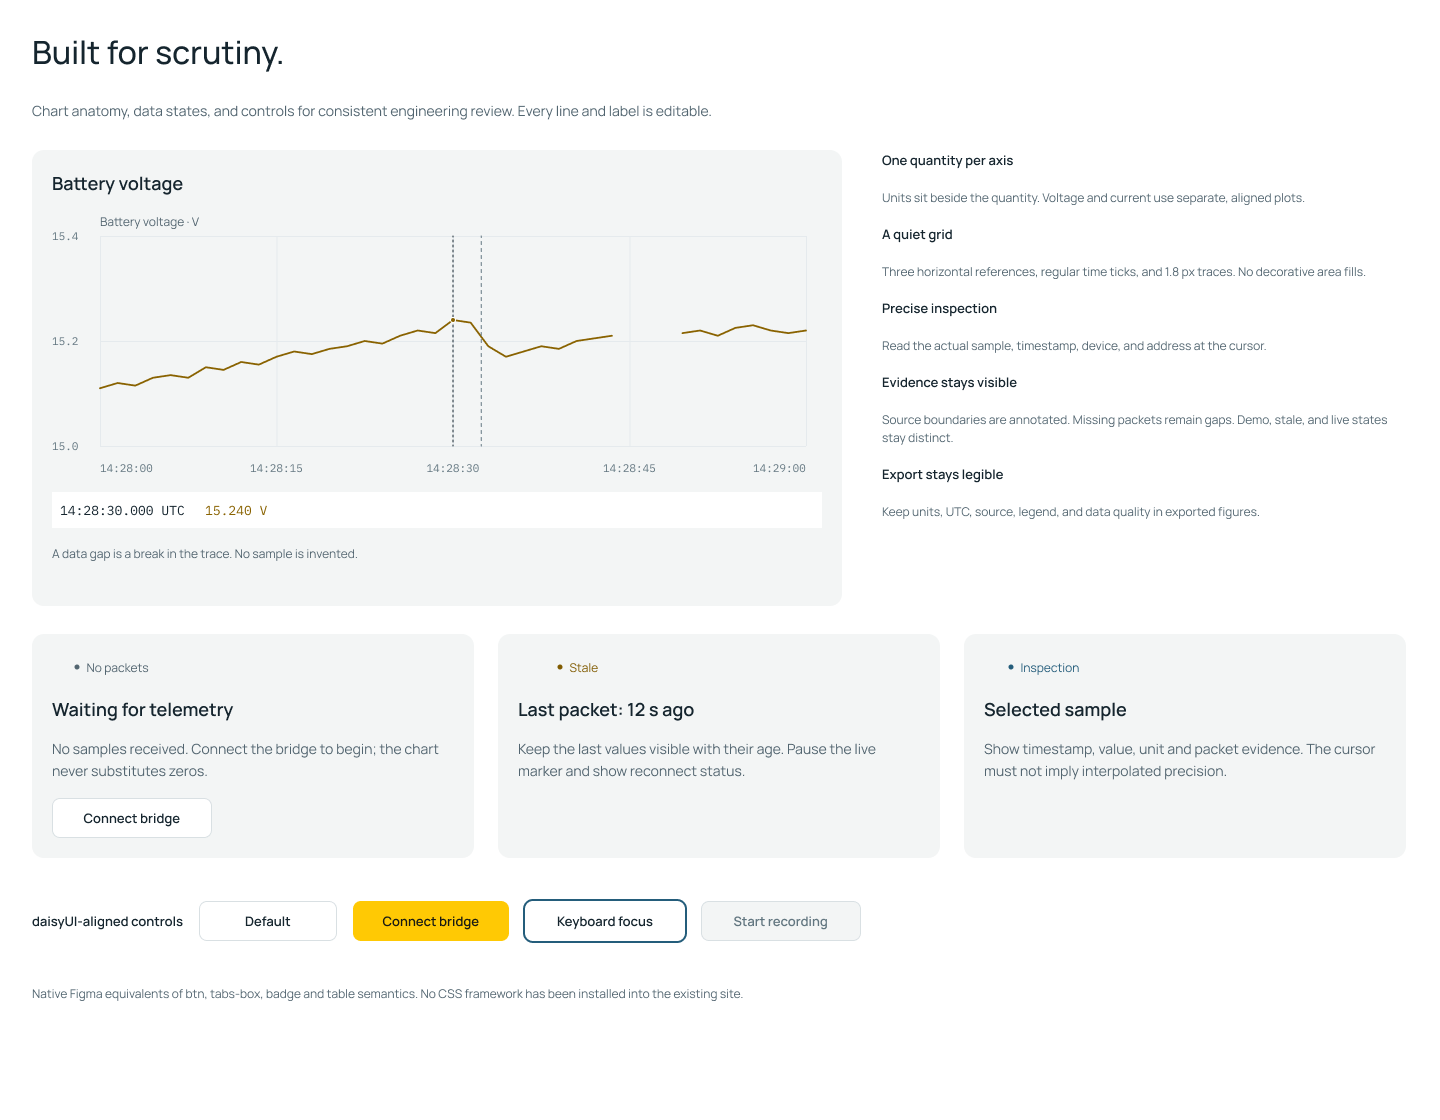 Built for scrutiny.
Chart anatomy, data states, and controls for consistent engineering review. Every line and label is editable.
Battery voltage
Battery voltage · V
15.4
15.2
15.0
14:28:00 14:28:15 14:28:30 14:28:45 14:29:00
14:28:30.000 UTC 15.240 V
A data gap is a break in the trace. No sample is invented.
One quantity per axis
Units sit beside the quantity. Voltage and current use separate, aligned plots.
A quiet grid
Three horizontal references, regular time ticks, and 1.8 px traces. No decorative area fills.
Precise inspection
Read the actual sample, timestamp, device, and address at the cursor.
Evidence stays visible
Source boundaries are annotated. Missing packets remain gaps. Demo, stale, and live states
stay distinct.
Export stays legible
Keep units, UTC, source, legend, and data quality in exported figures.
No packets
Waiting for telemetry
No samples received. Connect the bridge to begin; the chart
never substitutes zeros.
Connect bridge
Stale
Last packet: 12 s ago
Keep the last values visible with their age. Pause the live
marker and show reconnect status.
Inspection
Selected sample
Show timestamp, value, unit and packet evidence. The cursor
must not imply interpolated precision.
daisyUI-aligned controls Default Connect bridge Keyboard focus Start recording
Native Figma equivalents of btn, tabs-box, badge and table semantics. No CSS framework has been installed into the existing site.